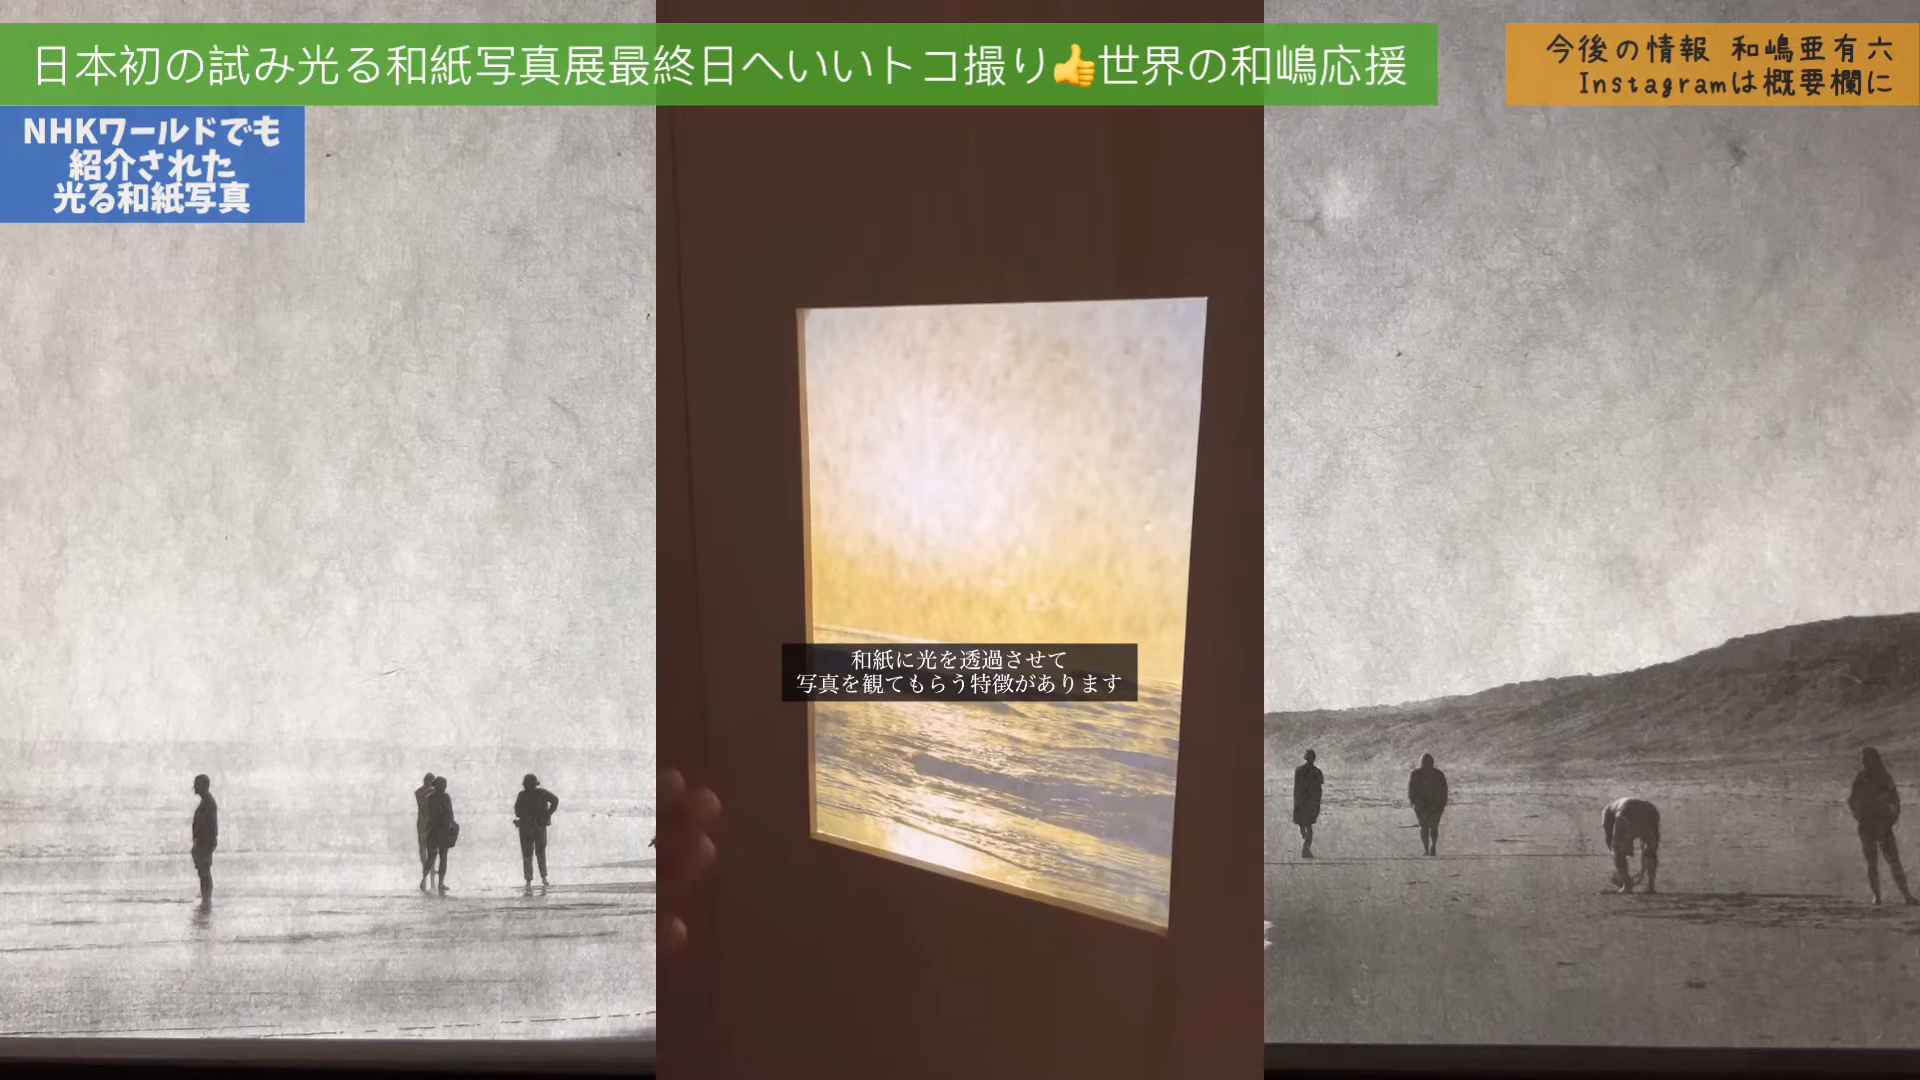 日本初の試み光る和紙写真展最終日へいいトコ撮り👍世界の和嶋応援
今後の情報 和嶋亜有六
Instagramは概要欄に
NHKワールドでも
紹介された
光る和紙写真
和紙に光を透過させて
写真を観てもらう特徴があります